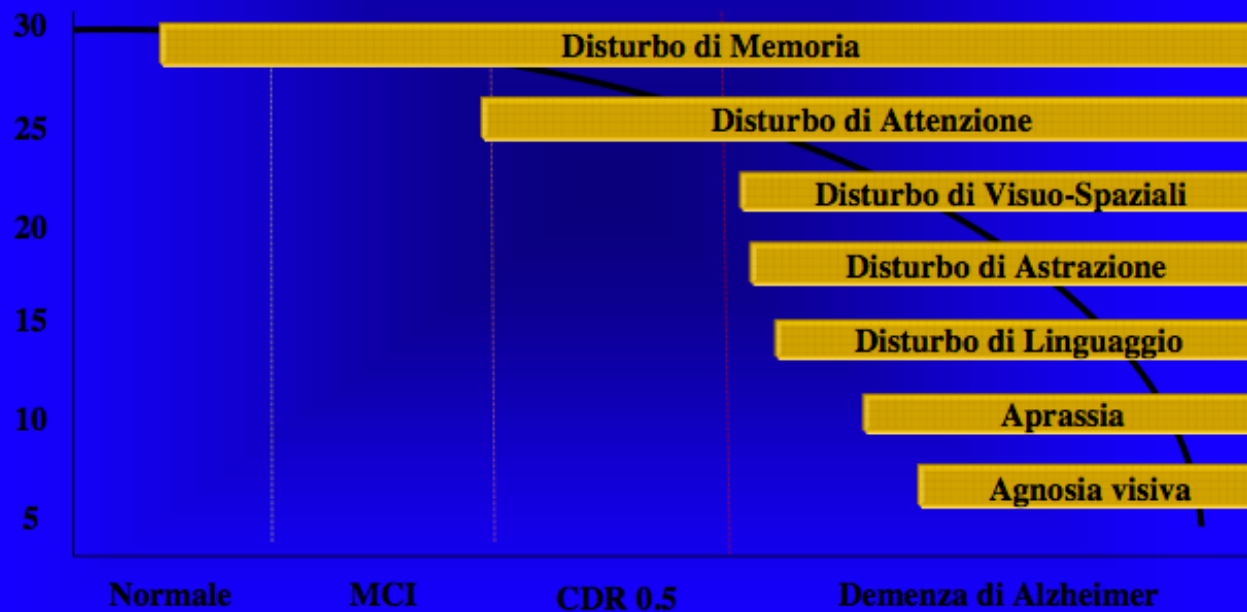 30
Disturbo di Memoria
25
Disturbo di Attenzione
Disturbo di Visuo-Spaziali
20
Disturbo di Astrazione
15
Disturbo di Linguaggio
10
Aprassia
Agnosia visiva
5
Normale MCI CDR 0.5 Demenza di Alzheimer